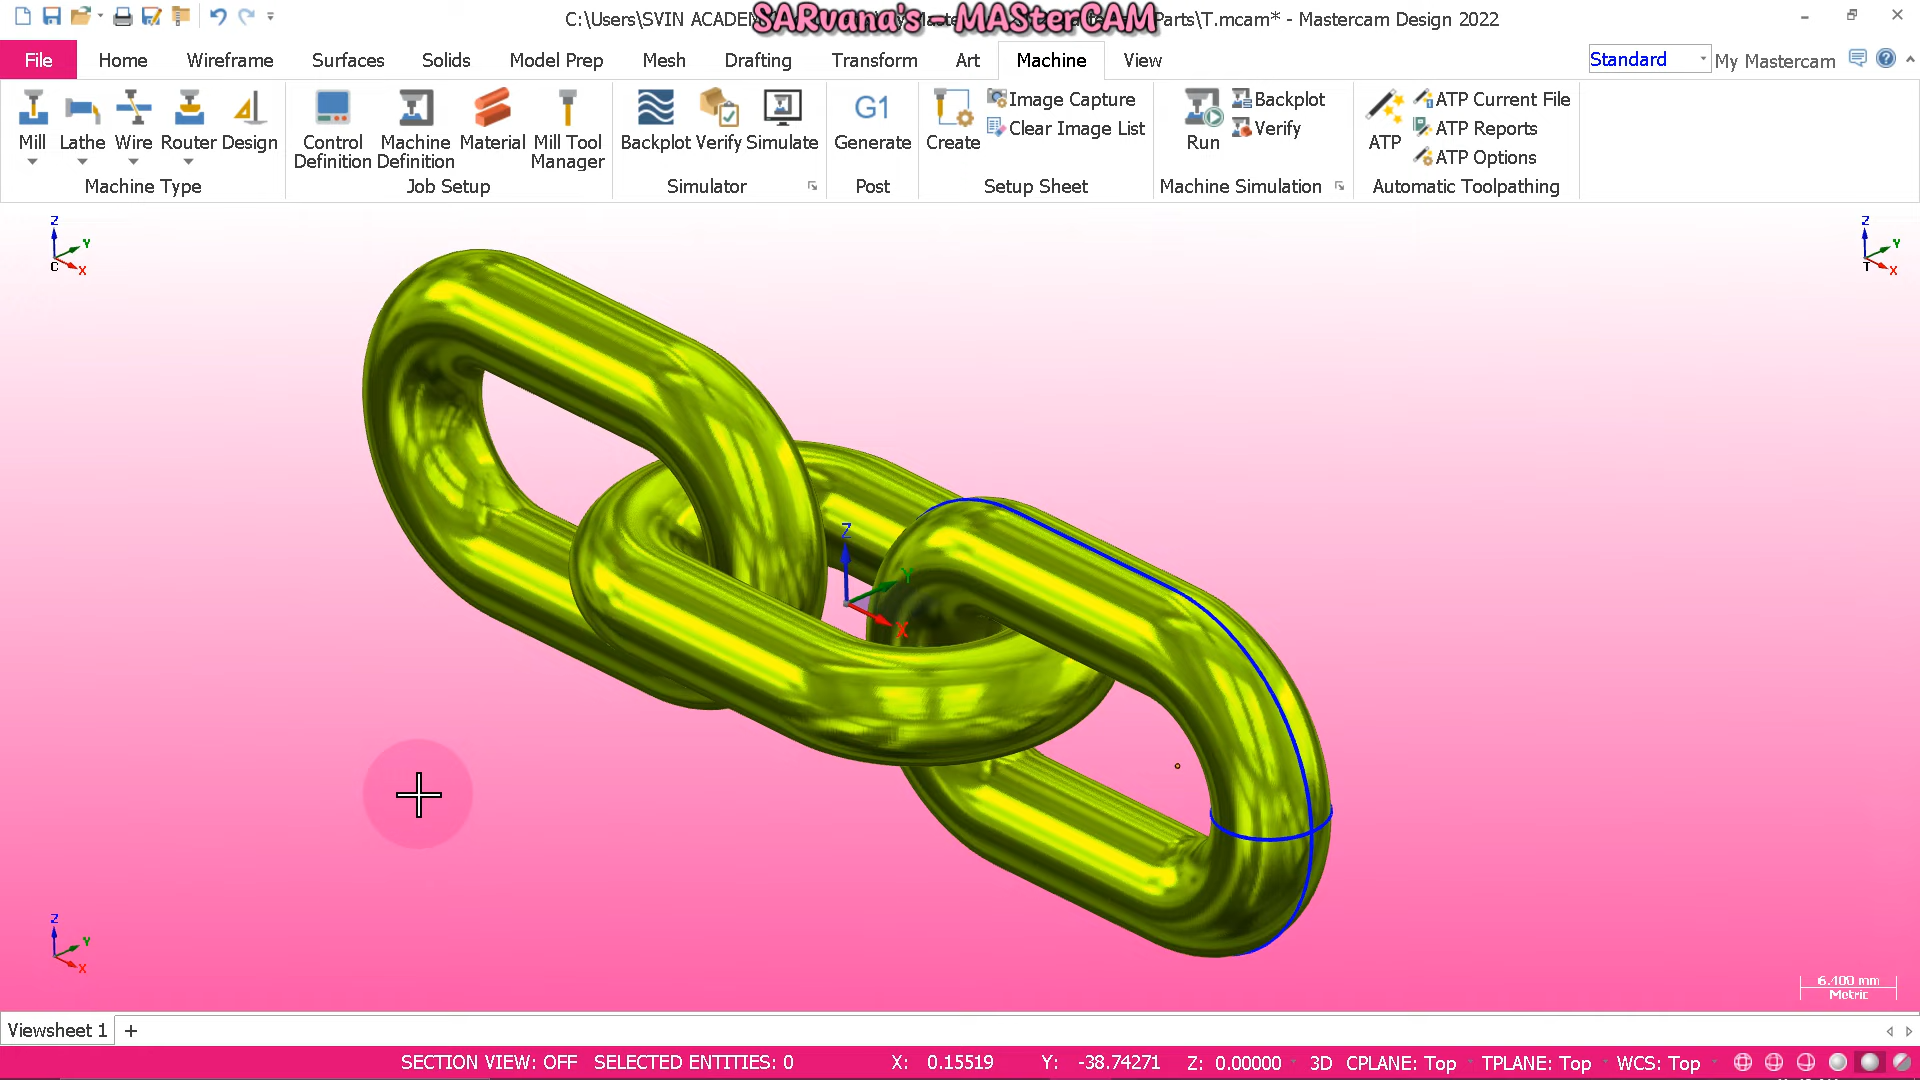 C:\Users\SVIN ACADEM
SARvana's - MASterCAM
Parts\T.mcam* - Mastercam Design 2022
File Home Wireframe Surfaces Solids Model Prep Mesh Drafting Transform Art Machine View
Standard My Mastercam
Mill Lathe Wire Router Design
Machine Type
Control Definition Machine Definition Material Mill Tool Manager
Job Setup
Backplot Verify Simulate
Simulator
G1
Generate
Post
Create Image Capture
Clear Image List
Setup Sheet
Run Backplot
Verify
Machine Simulation
ATP ATP Current File
ATP Reports
ATP Options
Automatic Toolpathing
Z Y X C
Z Y X T
Z Y X
Z Y X
6.400 mm
Metric
Viewsheet 1 +
SECTION VIEW: OFF SELECTED ENTITIES: 0 X: 0.15519 Y: -38.74271 Z: 0.00000 3D CPLANE: Top TPLANE: Top WCS: Top